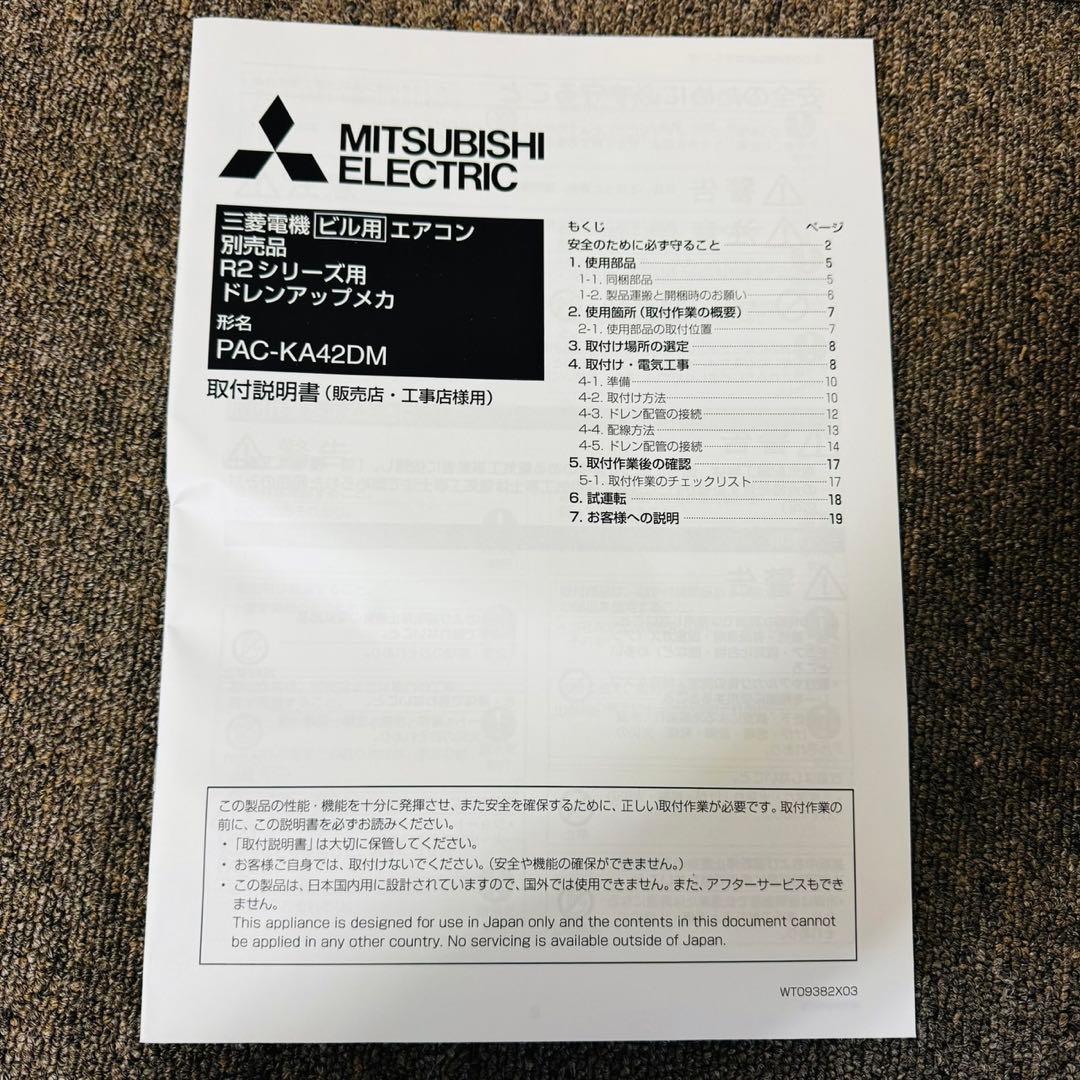 MITSUBISHI
ELECTRIC
三菱電機 ビル用 エアコン
別売品
R2シリーズ用
ドレンアップメカ
形名
PAC-KA42DM
取付説明書（販売店・工事店様用）
もくじ ページ
安全のために必ず守ること 2
1. 使用部品 5
1-1. 同梱部品 5
1-2. 製品運搬と開梱時のお願い 6
2. 使用箇所（取付作業の概要） 7
2-1. 使用部品の取付位置 7
3. 取付け場所の選定 8
4. 取付け・電気工事 8
4-1. 準備 10
4-2. 取付け方法 10
4-3. ドレン配管の接続 12
4-4. 配線方法 13
4-5. ドレン配管の接続 14
5. 取付作業後の確認 17
5-1. 取付作業のチェックリスト 17
6. 試運転 18
7. お客様への説明 19
この製品の性能・機能を十分に発揮させ、また安全を確保するために、正しい取付作業が必要です。取付作業の
前に、この説明書を必ずお読みください。
・「取付説明書」は大切に保管してください。
・お客様ご自身では、取付けないでください。（安全や機能の確保ができません。）
・この製品は、日本国内用に設計されていますので、国外では使用できません。また、アフターサービスもでき
ません。
This appliance is designed for use in Japan only and the contents in this document cannot
be applied in any other country. No servicing is available outside of Japan.
WT09382X03